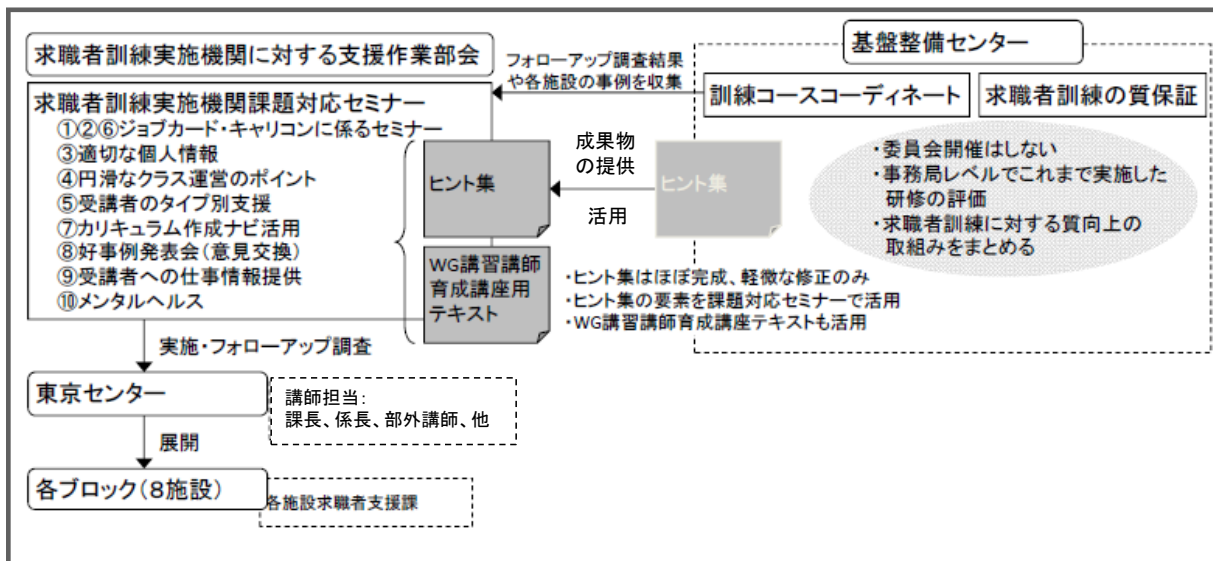 求職者訓練実施機関に対する支援作業部会
求職者訓練実施機関課題対応セミナー
①②⑥ジョブカード・キャリコンに係るセミナー
③適切な個人情報
④円滑なクラス運営のポイント
⑤受講者のタイプ別支援
⑦カリキュラム作成ナビ活用
⑧好事例発表会(意見交換)
⑨受講者への仕事情報提供
⑩メンタルヘルス
ヒント集
WG講習講師
育成講座用
テキスト
フォローアップ調査結果
や各施設の事例を収集
成果物
の提供
活用
ヒント集
基盤整備センター
訓練コースコーディネート
求職者訓練の質保証
・委員会開催はしない
・事務局レベルでこれまで実施した
研修の評価
・求職者訓練に対する質向上の
取組みをまとめる
・ヒント集はほぼ完成、軽微な修正のみ
・ヒント集の要素を課題対応セミナーで活用
・WG講習講師育成講座テキストも活用
実施・フォローアップ調査
東京センター
講師担当:
課長、係長、部外講師、他
展開
各ブロック(8施設)
各施設求職者支援課